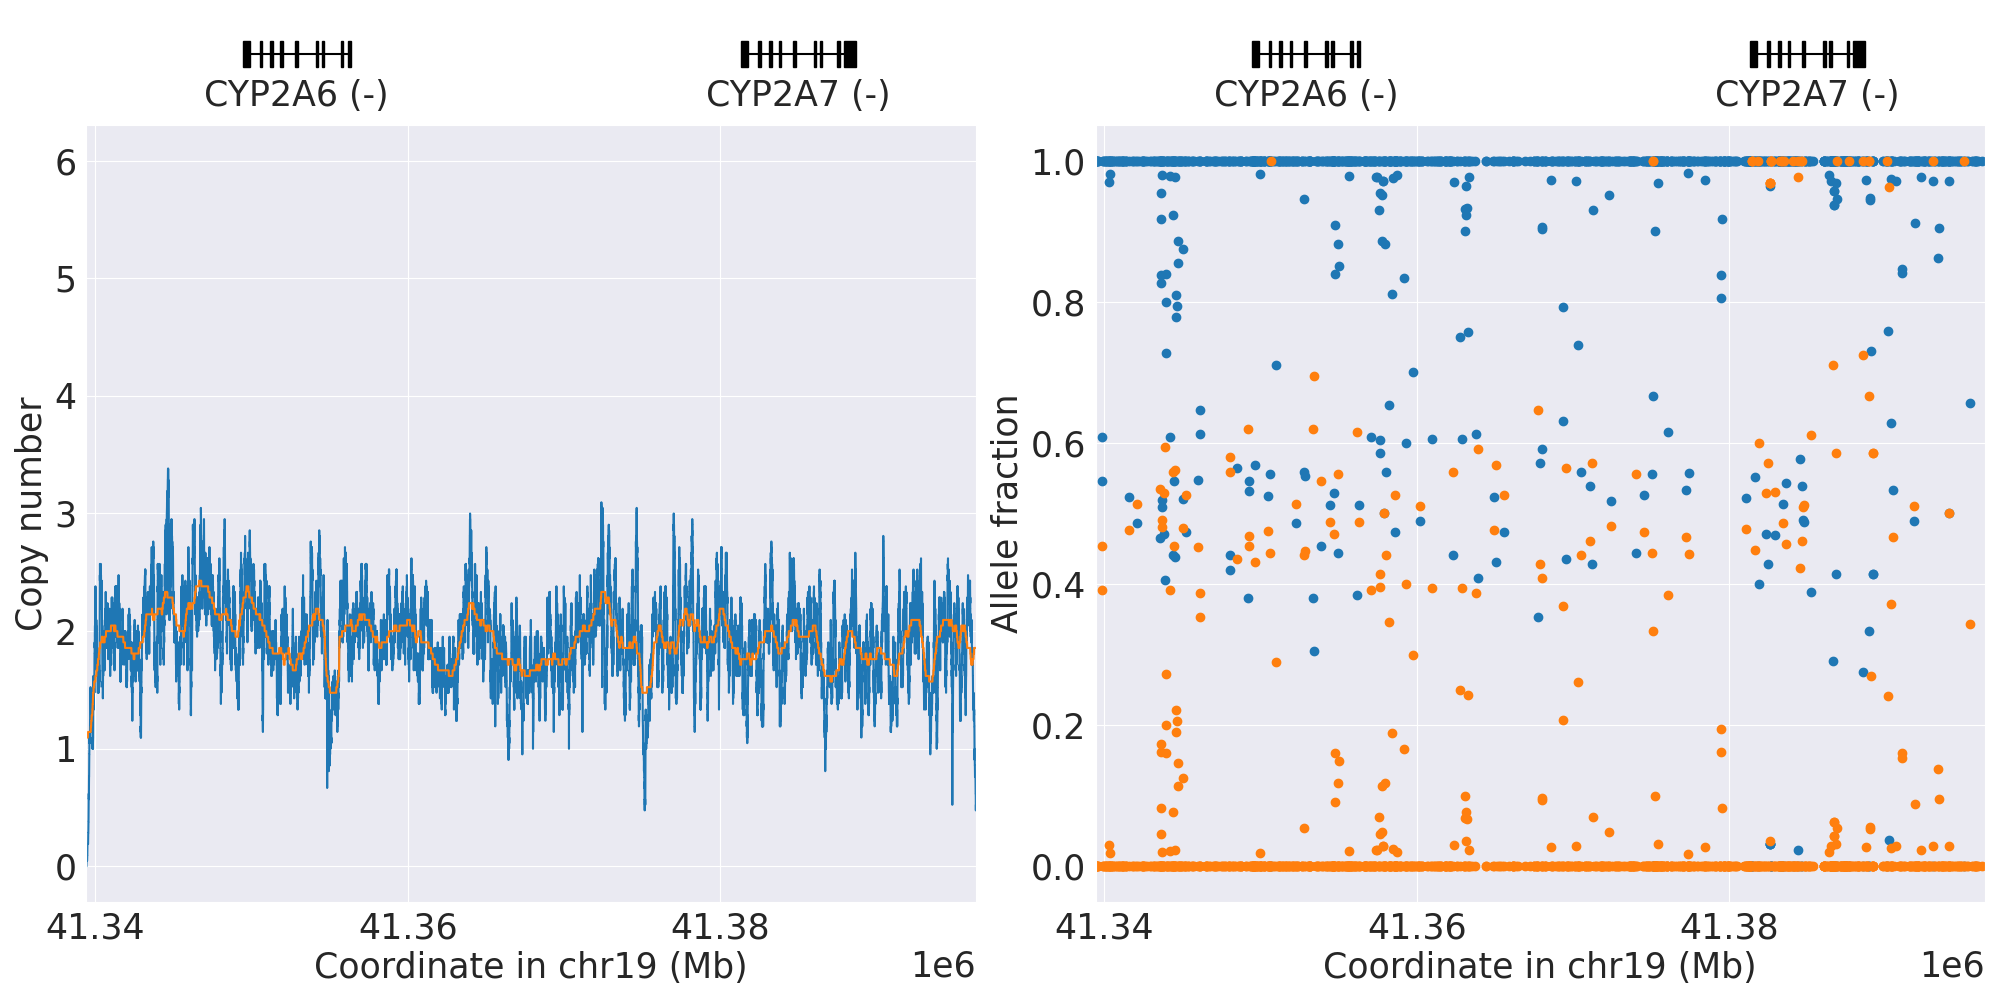 CYP2A6 (-)
CYP2A7 (-)
6
5
4
3
2
1
0
Copy number
41.34
41.36
41.38
Coordinate in chr19 (Mb)
1e6
CYP2A6 (-)
CYP2A7 (-)
1.0
0.8
0.6
0.4
0.2
0.0
Allele fraction
41.34
41.36
41.38
Coordinate in chr19 (Mb)
1e6